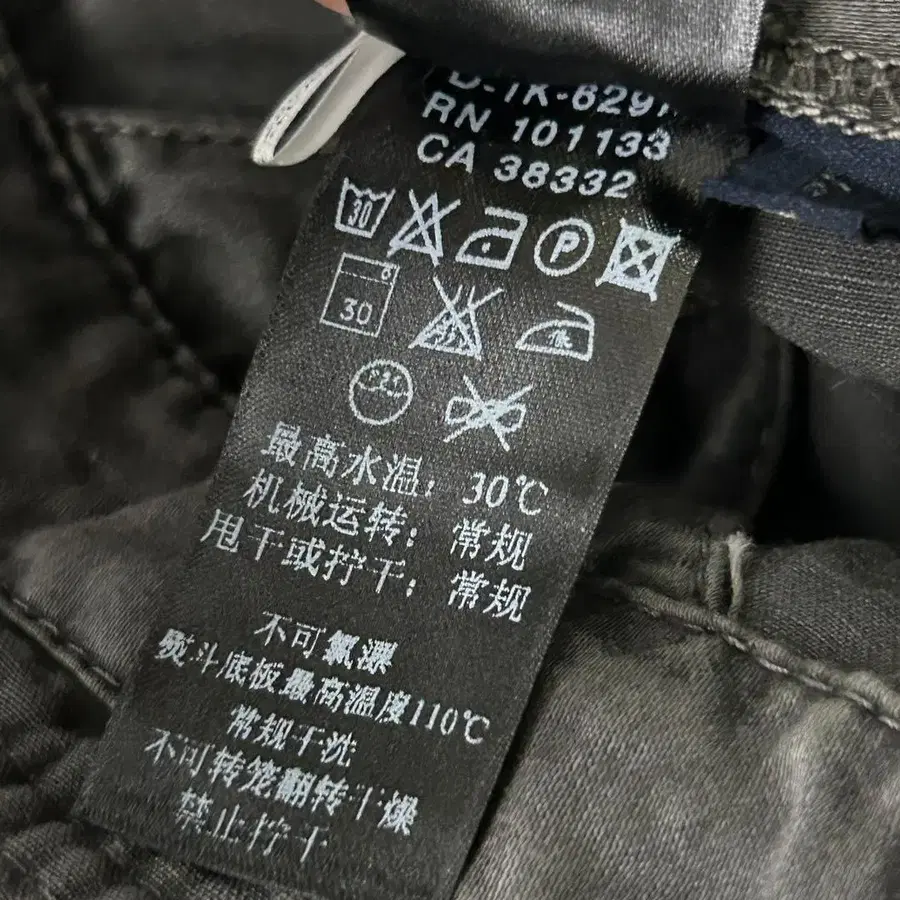 RN 101133
CA 38332
30
P
30
最高水温：30℃
机械运转：常规
甩干或拧干：常规
不可氯漂
熨斗底板最高温度110℃
常规干洗
不可转笼翻转干燥
禁止拧干